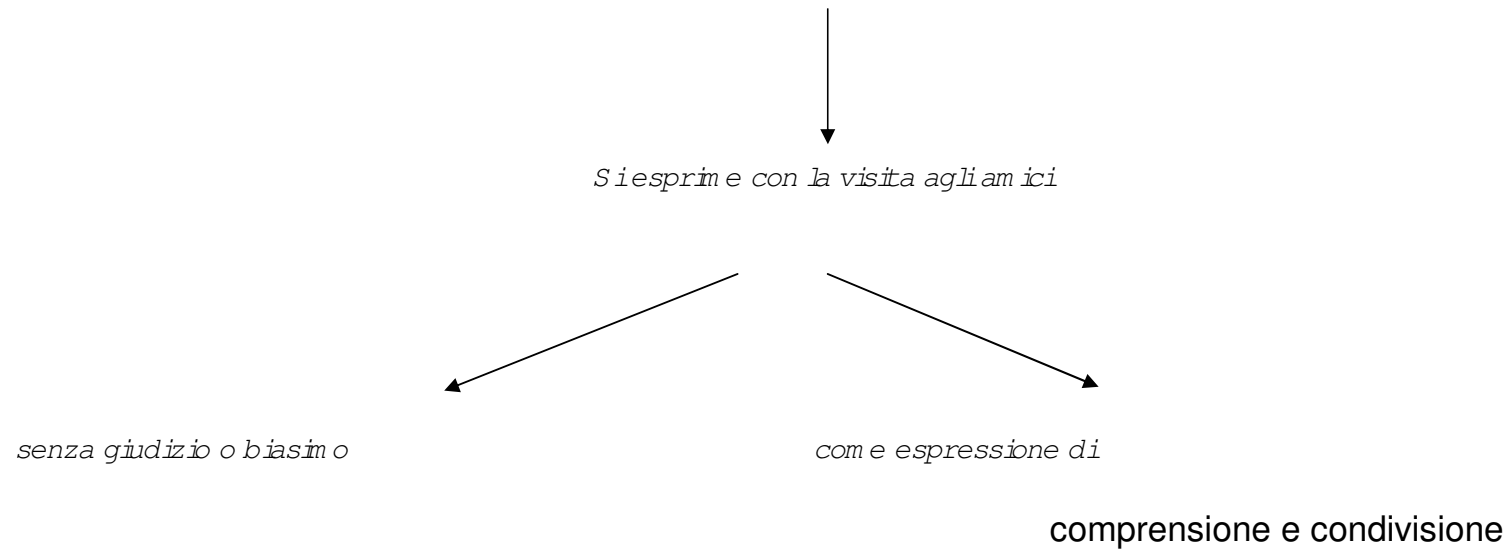 Si esprime con la visita agli amici
senza giudizio o biasimo
come espressione di
comprensione e condivisione